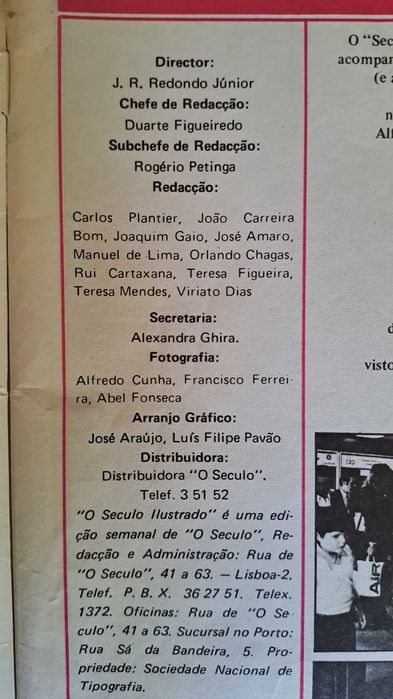 Director:
J. R. Redondo Júnior
Chefe de Redacção:
Duarte Figueiredo
Subchefe de Redacção:
Rogério Petinga
Redacção:
Carlos Plantier, João Carreira
Bom, Joaquim Gaio, José Amaro,
Manuel de Lima, Orlando Chagas,
Rui Cartaxana, Teresa Figueira,
Teresa Mendes, Viriato Dias
Secretaria:
Alexandra Ghira.
Fotografia:
Alfredo Cunha, Francisco Ferrei-
ra, Abel Fonseca
Arranjo Gráfico:
José Araújo, Luís Filipe Pavão
Distribuidora:
Distribuidora "O Seculo".
Telef. 3 51 52
"O Seculo Ilustrado" é uma edi-
ção semanal de "O Seculo", Re-
dacção e Administração: Rua de
"O Seculo", 41 a 63. — Lisboa-2.
Telef. P. B. X. 36 27 51. Telex.
1372. Oficinas: Rua de "O Se-
culo", 41 a 63. Sucursal no Porto:
Rua Sá da Bandeira, 5. Pro-
priedade: Sociedade Nacional de
Tipografia.
O "Sec
acompan
(e a
n
Alf
d
visto
AIR